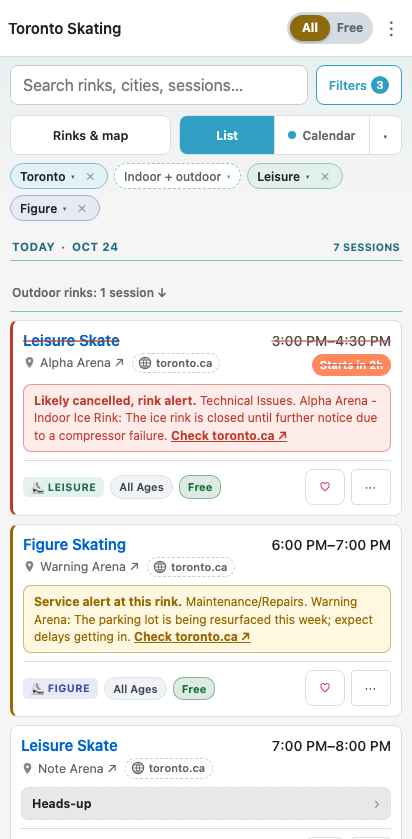 Toronto Skating
All Free
Search rinks, cities, sessions...
Filters 3
Rinks & map
List
Calendar
Toronto
Indoor + outdoor
Leisure
Figure
TODAY · OCT 24
7 SESSIONS
Outdoor rinks: 1 session ↓
Leisure Skate
3:00 PM–4:30 PM
Alpha Arena ↗
toronto.ca
Starts in 2h
Likely cancelled, rink alert. Technical Issues. Alpha Arena -
Indoor Ice Rink: The ice rink is closed until further notice due
to a compressor failure. Check toronto.ca ↗
LEISURE
All Ages
Free
Figure Skating
6:00 PM–7:00 PM
Warning Arena ↗
toronto.ca
Service alert at this rink. Maintenance/Repairs. Warning
Arena: The parking lot is being resurfaced this week; expect
delays getting in. Check toronto.ca ↗
FIGURE
All Ages
Free
Leisure Skate
7:00 PM–8:00 PM
Note Arena ↗
toronto.ca
Heads-up